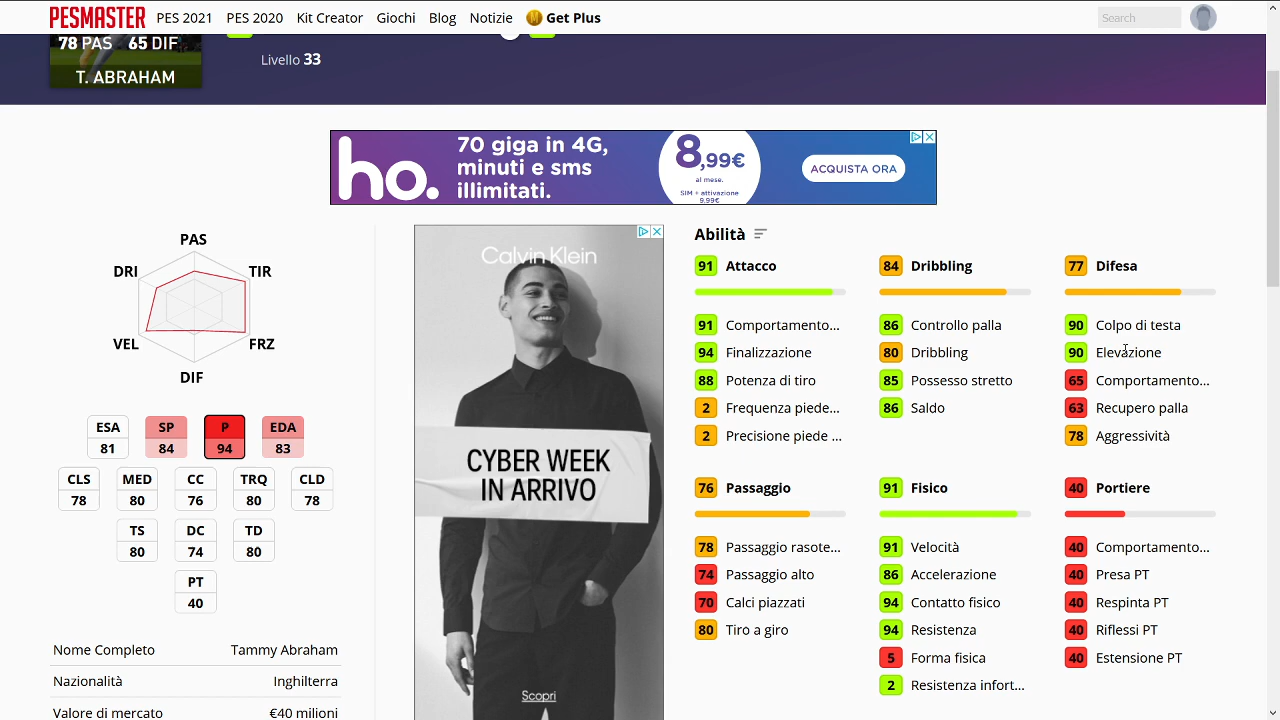 PESMASTER PES 2021 PES 2020 Kit Creator Giochi Blog Notizie M Get Plus Search
78 PAS 65 DIF
T. ABRAHAM
Livello 33
ho.
70 giga in 4G,
minuti e sms
illimitati.
8,99€
al mese.
SIM + attivazione
9.99€
ACQUISTA ORA
PAS
DRI TIR
VEL FRZ
DIF
ESA SP P EDA
81 84 94 83
CLS MED CC TRQ CLD
78 80 76 80 78
TS DC TD
80 74 80
PT
40
Nome Completo Tammy Abraham
Nazionalità Inghilterra
Valore di mercato €40 milioni
Calvin Klein
CYBER WEEK
IN ARRIVO
Scopri
Abilità
91 Attacco
91 Comportamento...
94 Finalizzazione
88 Potenza di tiro
2 Frequenza piede...
2 Precisione piede ...
84 Dribbling
86 Controllo palla
80 Dribbling
85 Possesso stretto
86 Saldo
77 Difesa
90 Colpo di testa
90 Elevazione
65 Comportamento...
63 Recupero palla
78 Aggressività
76 Passaggio
78 Passaggio rasote...
74 Passaggio alto
70 Calci piazzati
80 Tiro a giro
91 Fisico
91 Velocità
86 Accelerazione
94 Contatto fisico
94 Resistenza
5 Forma fisica
2 Resistenza infort...
40 Portiere
40 Comportamento...
40 Presa PT
40 Respinta PT
40 Riflessi PT
40 Estensione PT